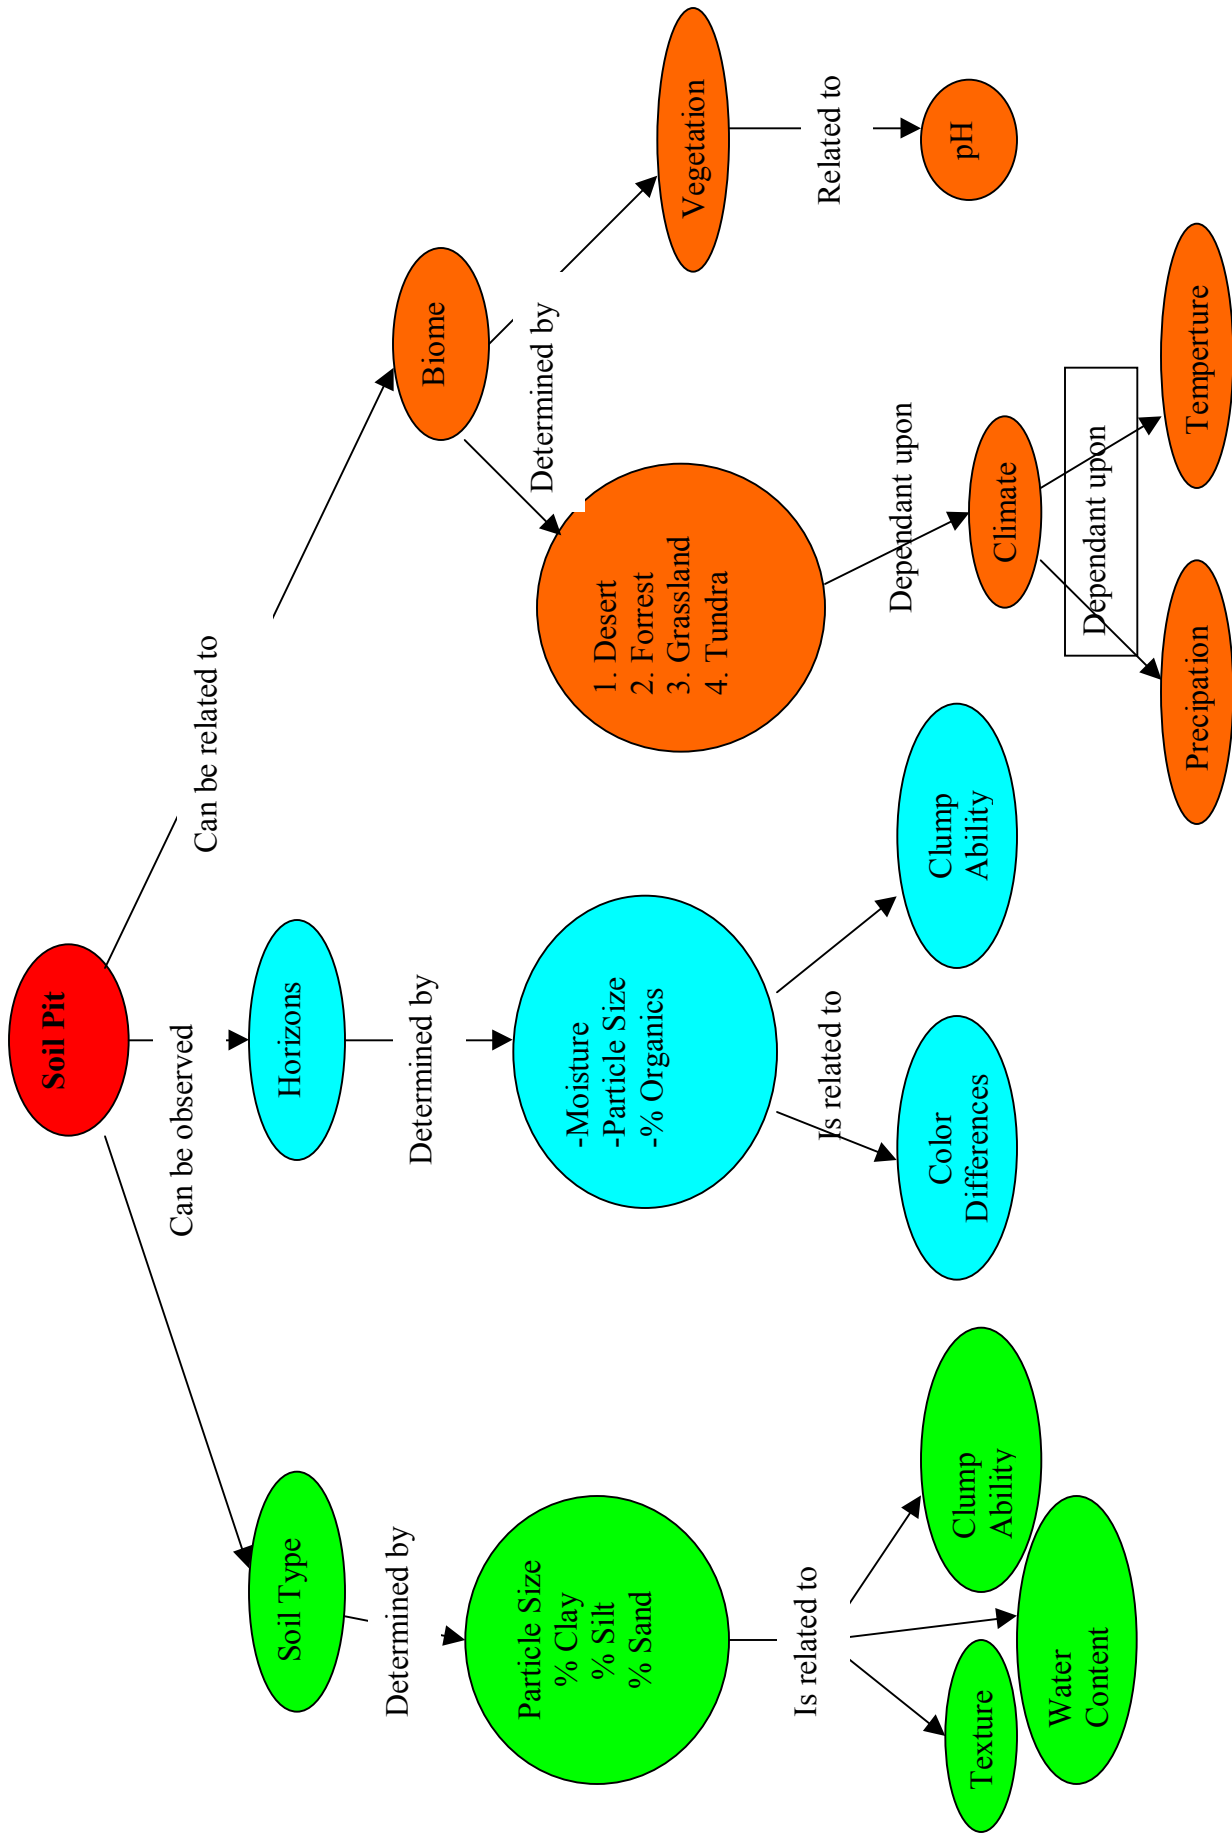 Soil Pit
Can be observed
Can be related to
Soil Type
Horizons
Biome
Determined by
Determined by
Determined by
Particle Size
% Clay
% Silt
% Sand
-Moisture
-Particle Size
-% Organics
1. Desert
2. Forrest
3. Grassland
4. Tundra
Vegetation
Is related to
Is related to
Dependant upon
Related to
Texture
Water
Content
Clump
Ability
Color
Differences
Clump
Ability
Climate
pH
Dependant upon
Precipation
Temperture